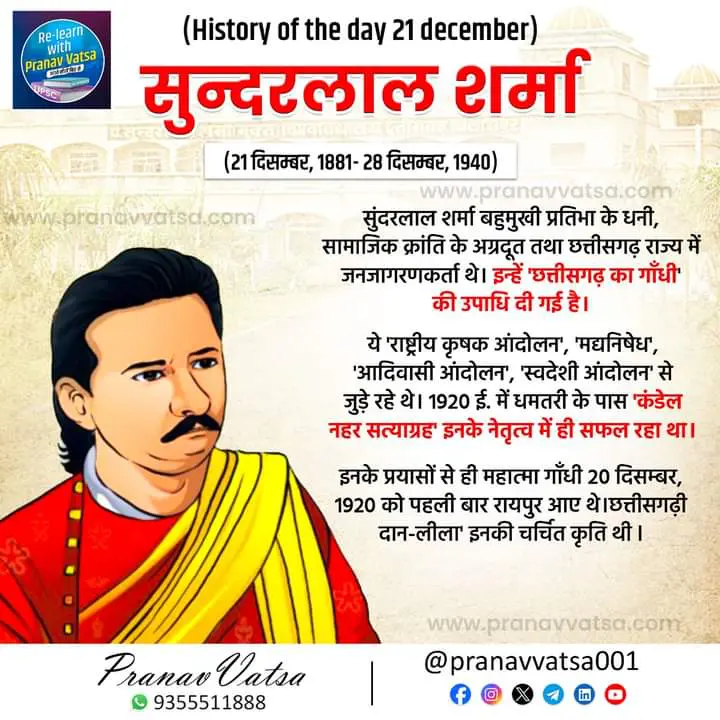 (History of the day 21 december)
Re-learn
with
Pranav Vatsa
UPSC
सुन्दरलाल शर्मा
(21 दिसम्बर, 1881- 28 दिसम्बर, 1940)
www.pranavvatsa.com
www.pranavvatsa.com
सुंदरलाल शर्मा बहुमुखी प्रतिभा के धनी,
सामाजिक क्रांति के अग्रदूत तथा छत्तीसगढ़ राज्य में
जनजागरणकर्ता थे। इन्हें 'छत्तीसगढ़ का गाँधी'
की उपाधि दी गई है।
ये 'राष्ट्रीय कृषक आंदोलन', 'मद्यनिषेध',
'आदिवासी आंदोलन', 'स्वदेशी आंदोलन' से
जुड़े रहे थे। 1920 ई. में धमतरी के पास 'कंडेल
नहर सत्याग्रह' इनके नेतृत्व में ही सफल रहा था।
इनके प्रयासों से ही महात्मा गाँधी 20 दिसम्बर,
1920 को पहली बार रायपुर आए थे।छत्तीसगढ़ी
दान-लीला' इनकी चर्चित कृति थी ।
www.pranavvatsa.com
Pranav Vatsa
9355511888
@pranavvatsa001